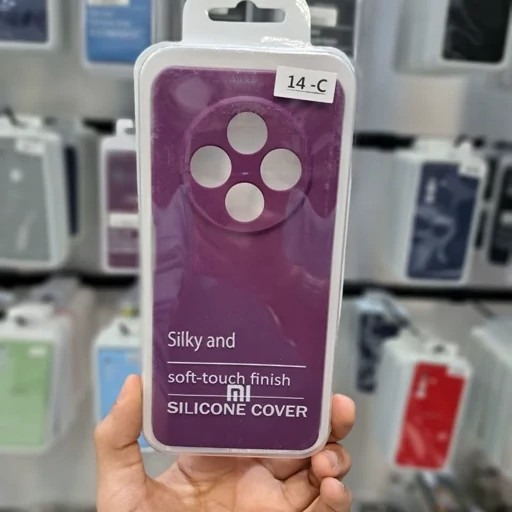 14 -C
Silky and
soft-touch finish
mi
SILICONE COVER